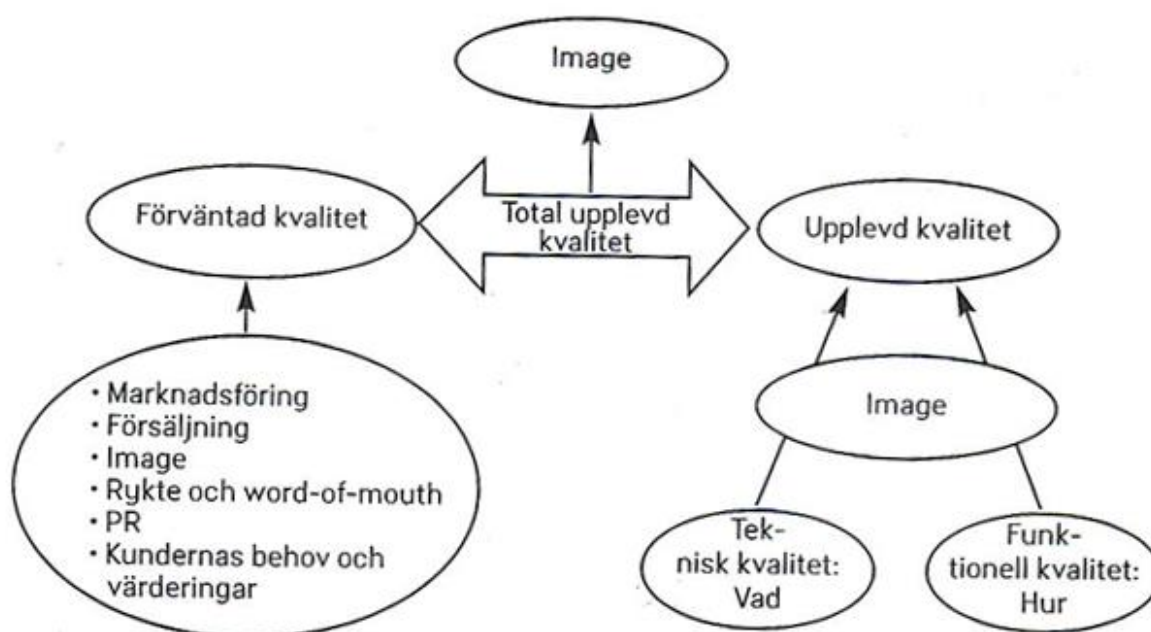 Image
Förväntad kvalitet
Total upplevd
kvalitet
Upplevd kvalitet
• Marknadsföring
• Försäljning
• Image
• Rykte och word-of-mouth
• PR
• Kundernas behov och
värderingar
Image
Tek-
nisk kvalitet:
Vad
Funk-
tionell kvalitet:
Hur